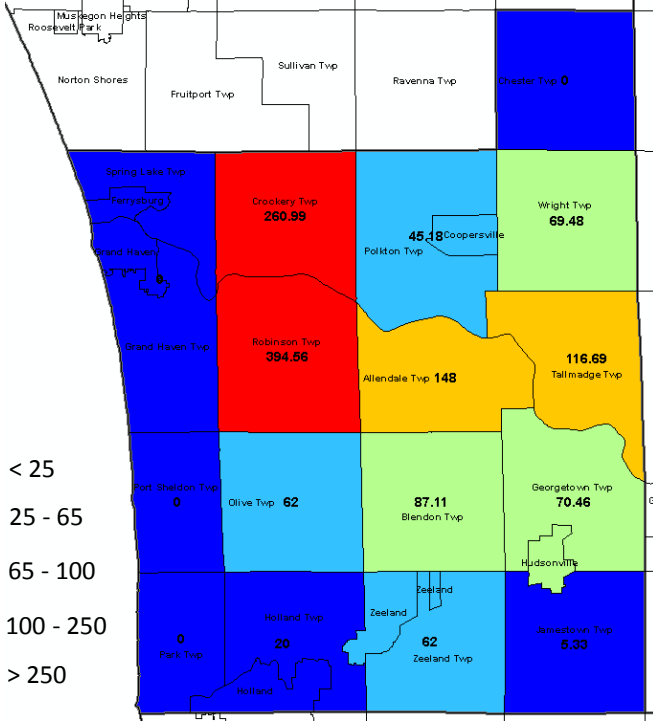 Muskegon Heights
Roosevelt Park
Norton Shores
Fruitport Twp
Sullivan Twp
Ravenna Twp
Chester Twp 0
Spring Lake Twp
Ferrysburg
Crockery Twp
260.99
45.18
Coopersville
Polkton Twp
Wright Twp
69.48
Grand Haven
0
Grand Haven Twp
Robinson Twp
394.56
Allendale Twp 148
116.69
Tallmadge Twp
< 25
25 - 65
65 - 100
100 - 250
> 250
Port Sheldon Twp
0
Olive Twp 62
87.11
Blendon Twp
Georgetown Twp
70.46
G
Hudsonville
0
Park Twp
Holland Twp
20
Holland
Zeeland
Zeeland
62
Zeeland Twp
Jamestown Twp